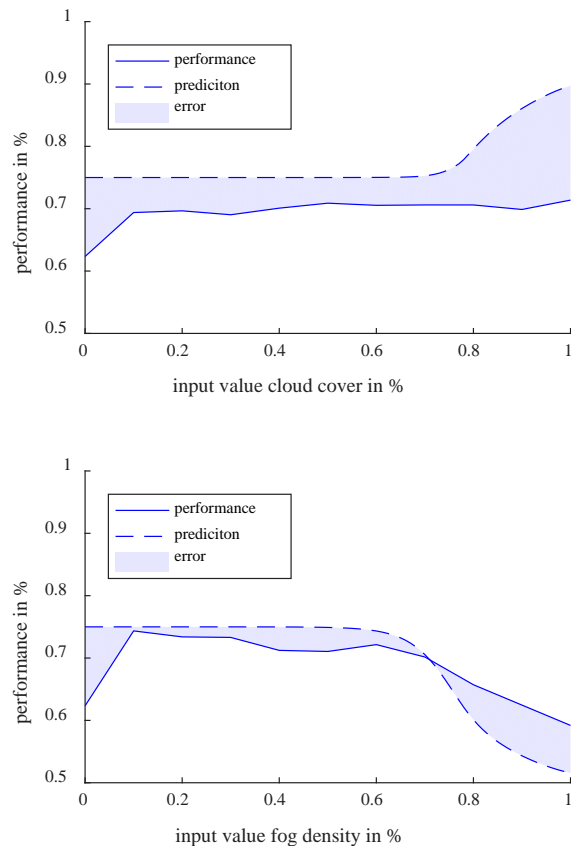 1
0.9
0.8
0.7
0.6
0.5
performance in %
performance
prediciton
error
0 0.2 0.4 0.6 0.8 1
input value cloud cover in %
1
0.9
0.8
0.7
0.6
0.5
performance in %
performance
prediciton
error
0 0.2 0.4 0.6 0.8 1
input value fog density in %